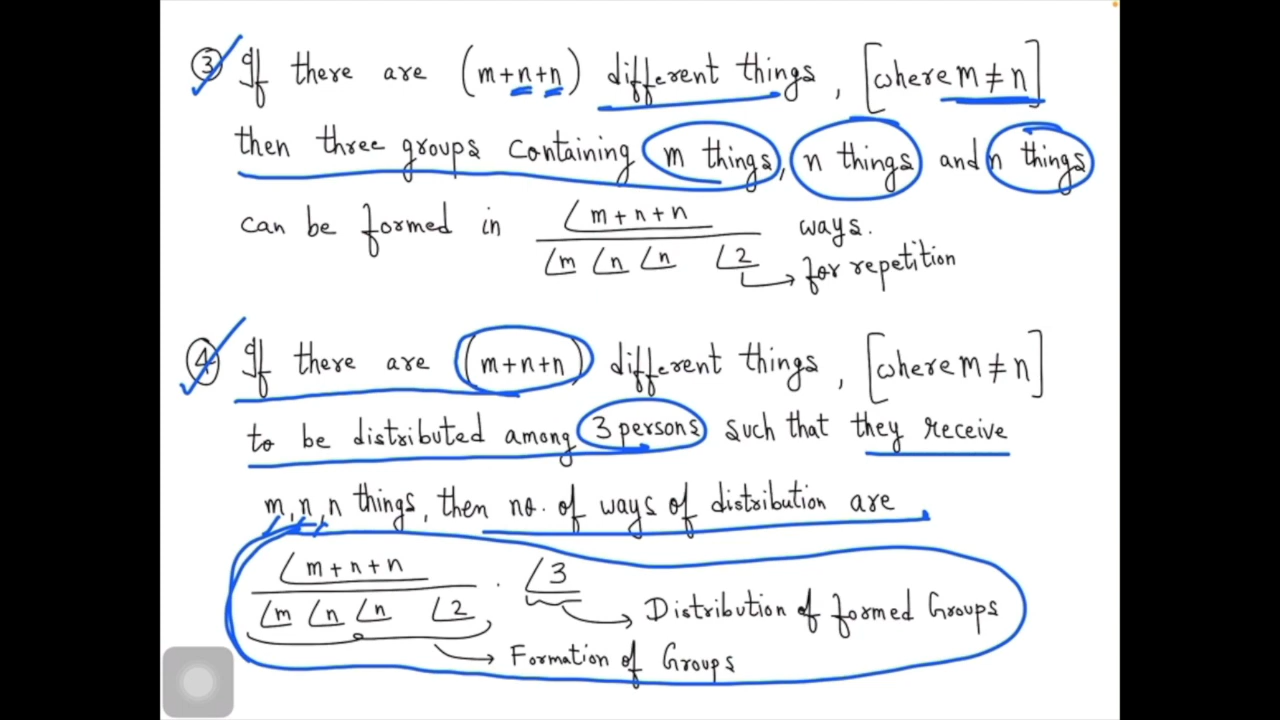 ③ If there are (m+n+n) different things, [where m ≠ n]
then three groups containing m things, n things and n things
can be formed in ∠m+n+n / ∠m ∠n ∠n ∠2 ways.
→ for repetition
④ If there are (m+n+n) different things, [where m ≠ n]
to be distributed among 3 persons such that they receive
m, n, n things, then no. of ways of distribution are
∠m+n+n / ∠m ∠n ∠n ∠2 . ∠3
→ Distribution of formed Groups
→ Formation of Groups